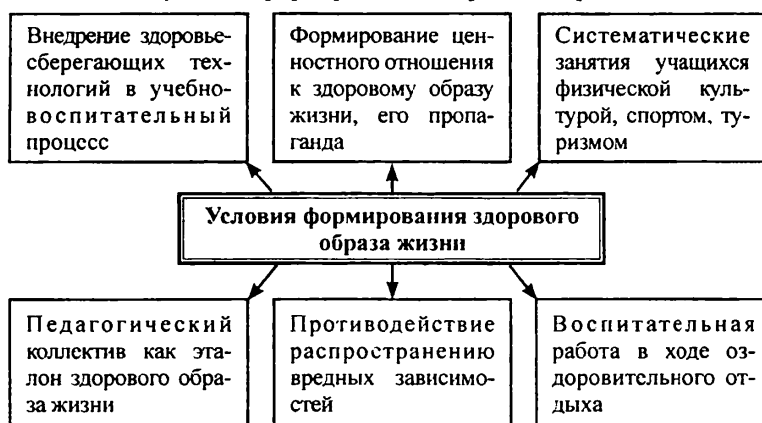 Внедрение здоровье-
сберегающих тех-
нологий в учебно-
воспитательный
процесс
Формирование цен-
ностного отношения
к здоровому образу
жизни, его пропа-
ганда
Систематические
занятия учащихся
физической куль-
турой, спортом, ту-
ризмом
Условия формирования здорового
образа жизни
Педагогический
коллектив как эта-
лон здорового обра-
за жизни
Противодействие
распространению
вредных зависимо-
стей
Воспитательная
работа в ходе оз-
доровительного от-
дыха